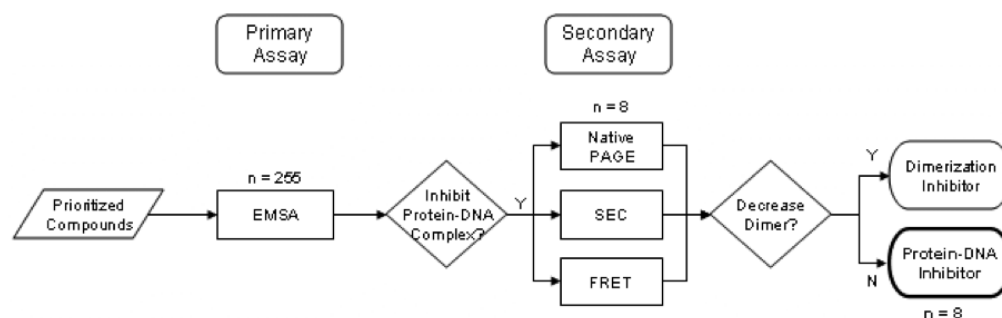 Primary
Assay
Secondary
Assay
n = 8
Native
PAGE
n = 255
Prioritized
Compounds
EMSA
Inhibit
Protein-DNA
Complex?
Y
SEC
FRET
Decrease
Dimer?
Y
Dimerization
Inhibitor
N
Protein-DNA
Inhibitor
n = 8